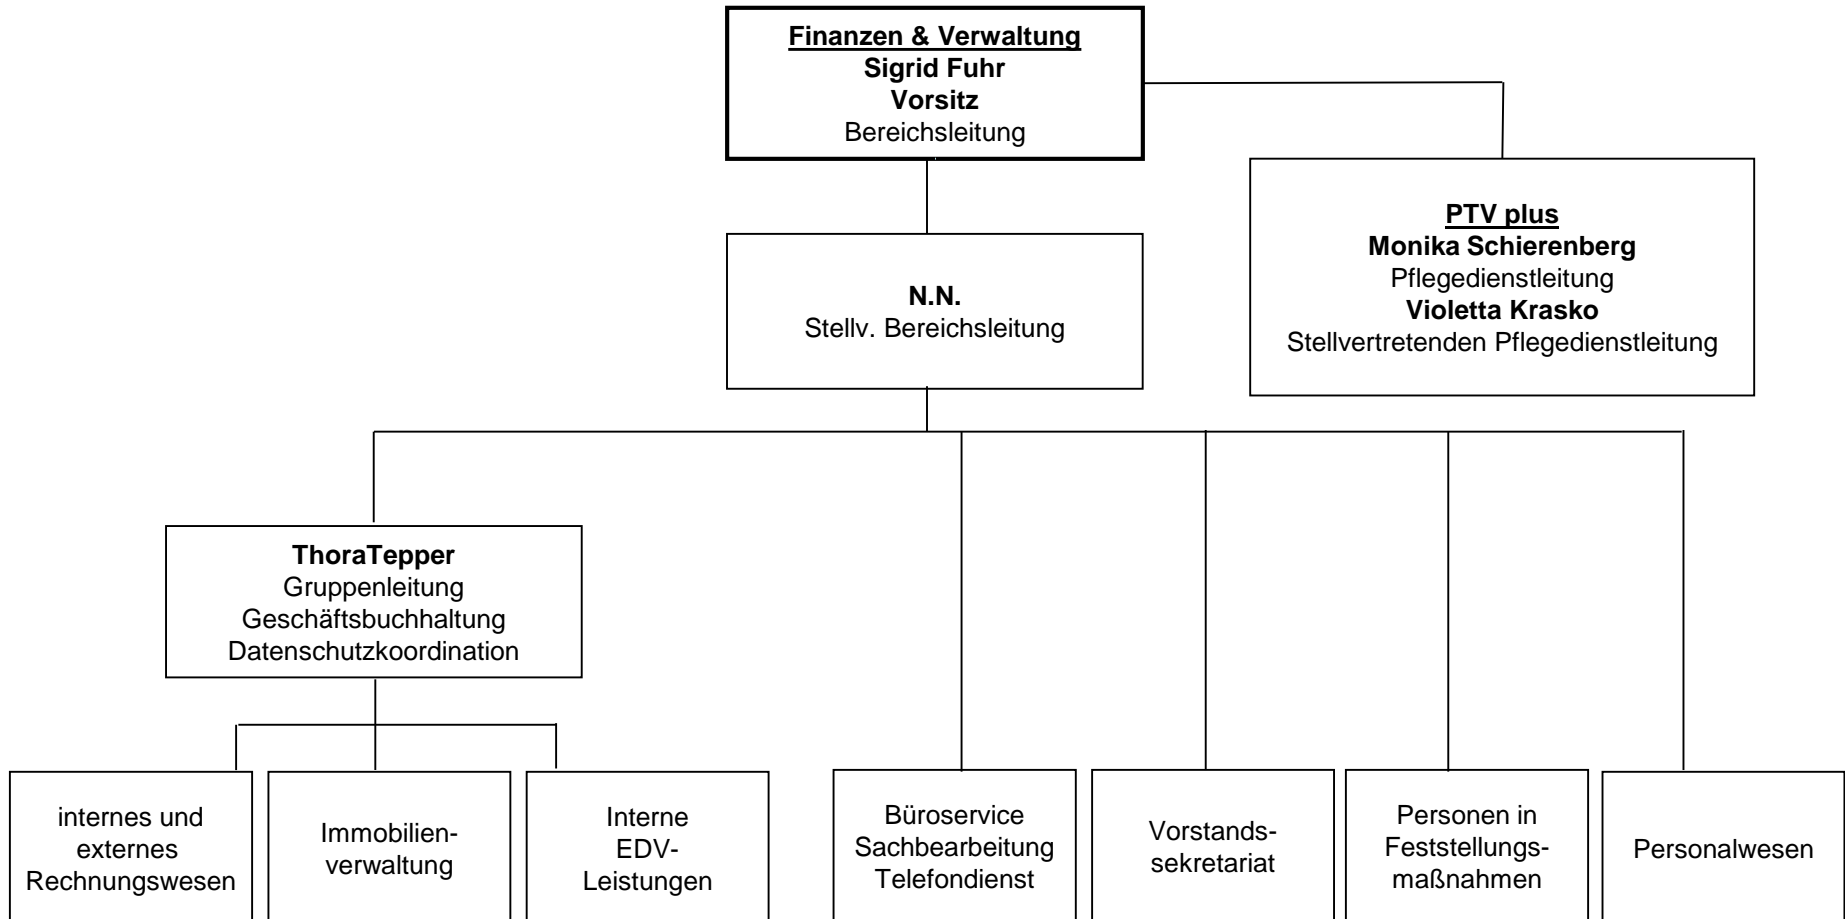 Finanzen & Verwaltung
Sigrid Fuhr
Vorsitz
Bereichsleitung
PTV plus
Monika Schierenberg
Pflegedienstleitung
Violetta Krasko
Stellvertretenden Pflegedienstleitung
N.N.
Stellv. Bereichsleitung
ThoraTepper
Gruppenleitung
Geschäftsbuchhaltung
Datenschutzkoordination
internes und
externes
Rechnungswesen
Immobilien-
verwaltung
Interne
EDV-
Leistungen
Büroservice
Sachbearbeitung
Telefondienst
Vorstands-
sekretariat
Personen in
Feststellungs-
maßnahmen
Personalwesen